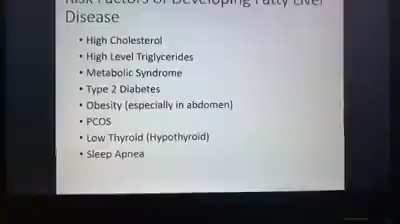 Risk Factors of Developing Fatty Liver
Disease
• High Cholesterol
• High Level Triglycerides
• Metabolic Syndrome
• Type 2 Diabetes
• Obesity (especially in abdomen)
• PCOS
• Low Thyroid (Hypothyroid)
• Sleep Apnea